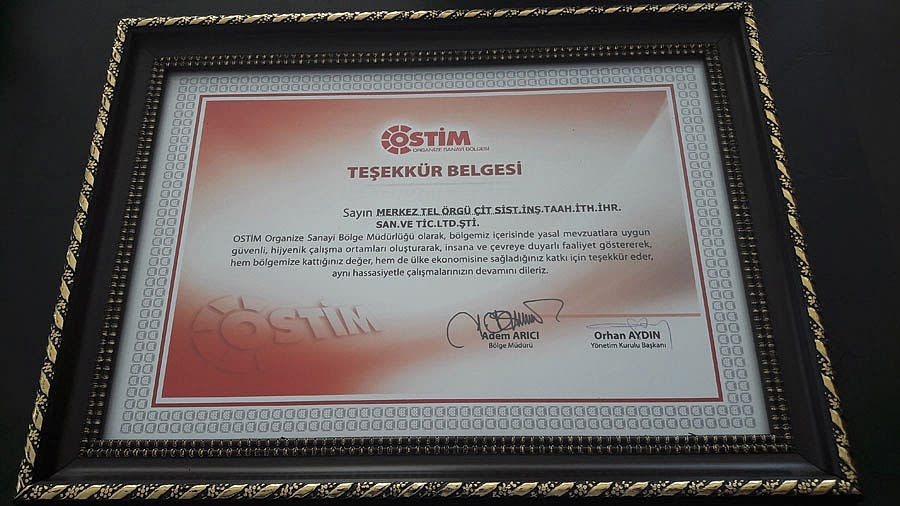 OSTİM
ORGANİZE SANAYİ BÖLGESİ
TEŞEKKÜR BELGESİ
Sayın MERKEZ TEL ÖRGÜ ÇİT SİST.İNŞ.TAAH.İTH.İHR.
SAN.VE TİC.LTD.ŞTİ.
OSTİM Organize Sanayi Bölge Müdürlüğü olarak, bölgemiz içerisinde yasal mevzuatlara uygun
güvenli, hijyenik çalışma ortamları oluşturarak, insana ve çevreye duyarlı faaliyet göstererek,
hem bölgemize kattığınız değer, hem de ülke ekonomisine sağladığınız katkı için teşekkür eder,
aynı hassasiyetle çalışmalarınızın devamını dileriz.
OSTİM
Adem ARICI
Bölge Müdürü
Orhan AYDIN
Yönetim Kurulu Başkanı